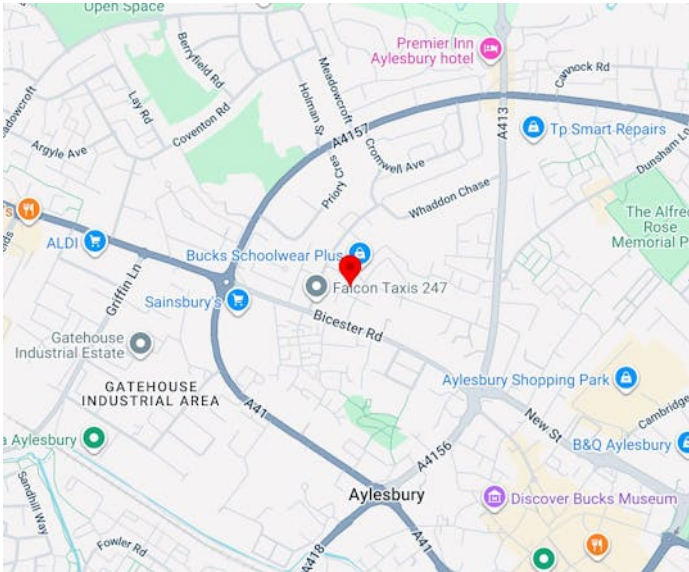 Open Space
Berryfield Rd
Meadowcroft
Premier Inn
Aylesbury hotel
Cannock Rd
Lay Rd
Holman St
Coventon Rd
A4157
A413
Tp Smart Repairs
Argyle Ave
Cromwell Ave
Dunsham Ln
Priory Cres
Whaddon Chase
The Alfred
Rose
Memorial P
ALDI
Griffin Ln
Bucks Schoolwear Plus
Falcon Taxis 247
Sainsbury's
Bicester Rd
Gatehouse
Industrial Estate
GATEHOUSE
INDUSTRIAL AREA
Aylesbury Shopping Park
A41
New St
Cambridge
a Aylesbury
A4156
B&Q Aylesbury
Sandhill Way
Aylesbury
Discover Bucks Museum
Fowler Rd
A418
A41